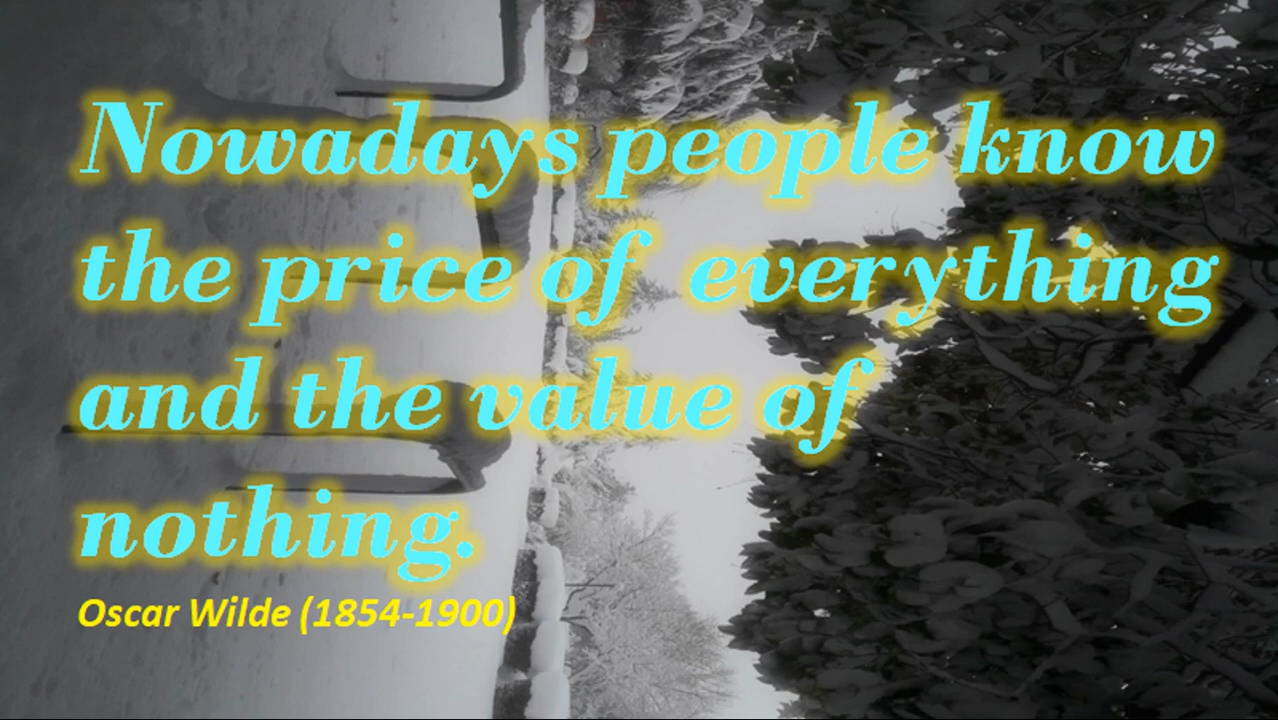 Nowadays people know
the price of everything
and the value of
nothing.
Oscar Wilde (1854-1900)